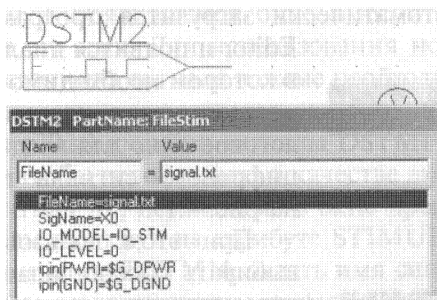 DSTM2
F
DSTM2 PartName: FileStim
Name Value
FileName = signal.txt
FileName=signal.txt
SigName=X0
IO_MODEL=IO_STM
IO_LEVEL=0
ipin(PWR)=$G_DPWR
ipin(GND)=$G_DGND